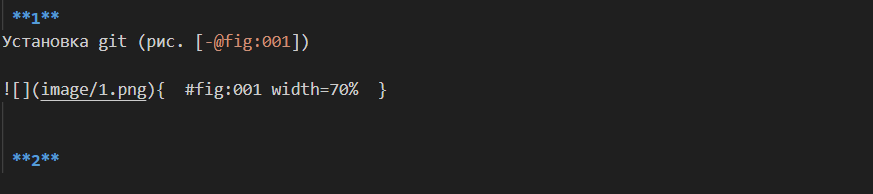 **1**
Установка git (рис. [-@fig:001])
![](image/1.png){  #fig:001 width=70%  }
**2**